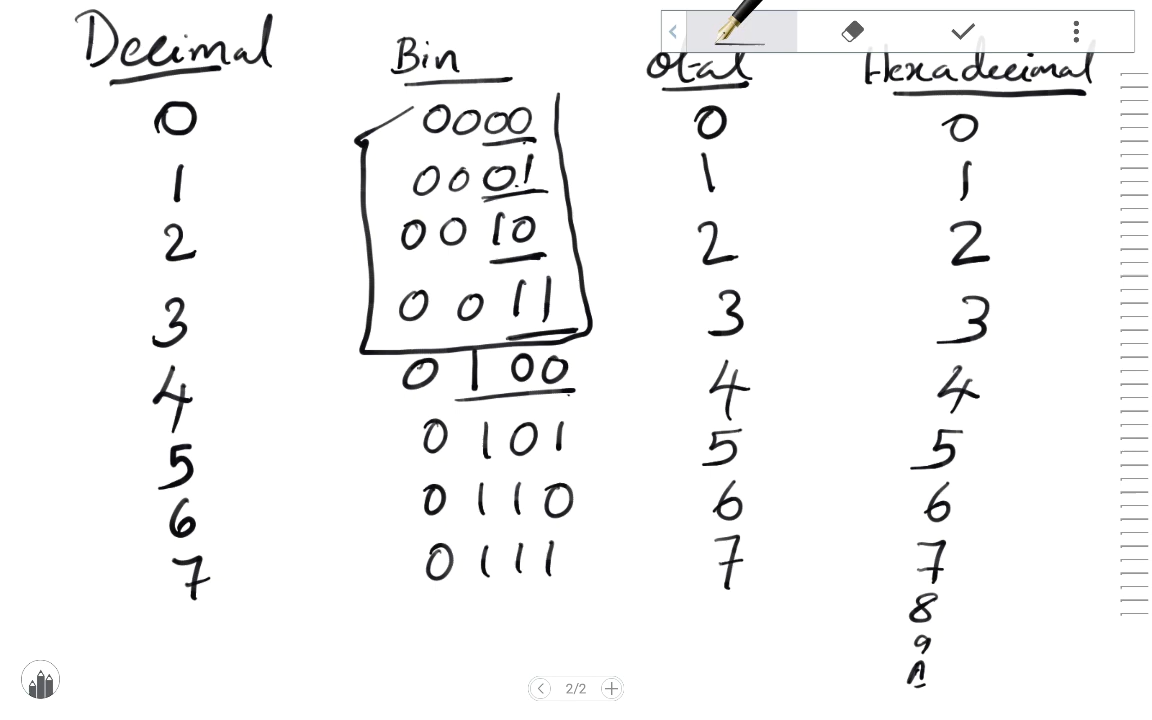 Decimal Bin Otal Hexadecimal
0 0000 0 0
1 0001 1 1
2 0010 2 2
3 0011 3 3
4 0100 4 4
5 0101 5 5
6 0110 6 6
7 0111 7 7
8
9
A
2/2